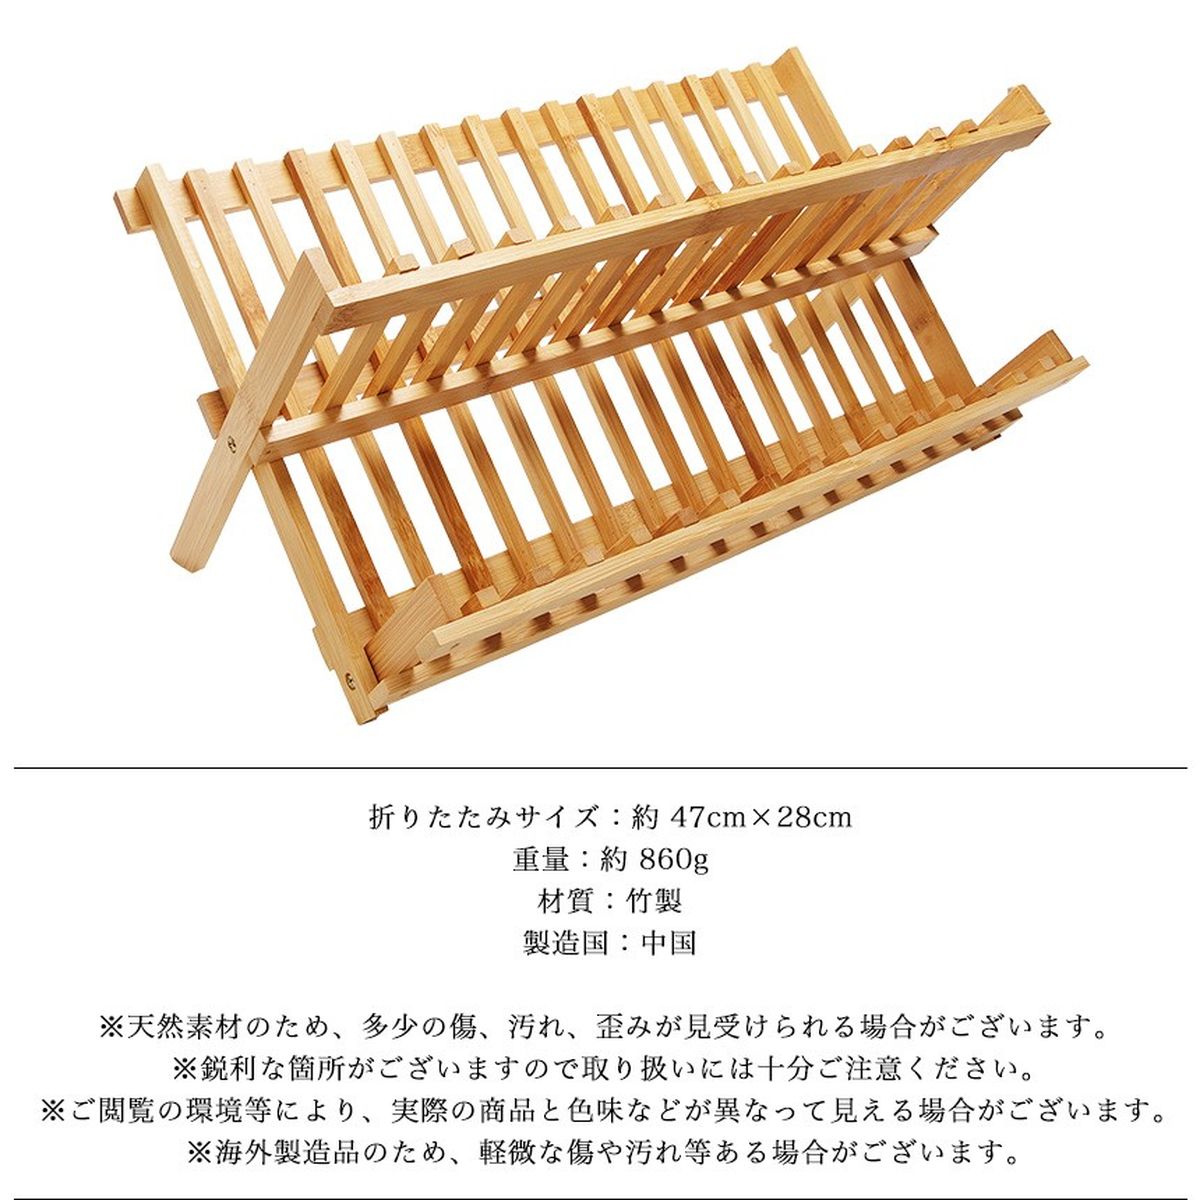 折りたたみサイズ：約 47cm×28cm
重量：約 860g
材質：竹製
製造国：中国
※天然素材のため、多少の傷、汚れ、歪みが見受けられる場合がございます。
※鋭利な箇所がございますので取り扱いには十分ご注意ください。
※ご閲覧の環境等により、実際の商品と色味などが異なって見える場合がございます。
※海外製造品のため、軽微な傷や汚れ等ある場合がございます。